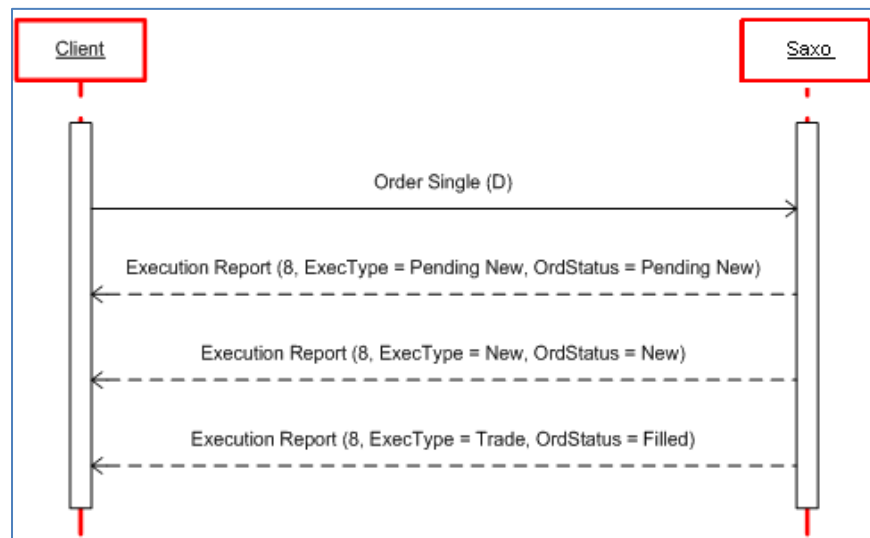 Client
Saxo
Order Single (D)
Execution Report (8, ExecType = Pending New, OrdStatus = Pending New)
Execution Report (8, ExecType = New, OrdStatus = New)
Execution Report (8, ExecType = Trade, OrdStatus = Filled)